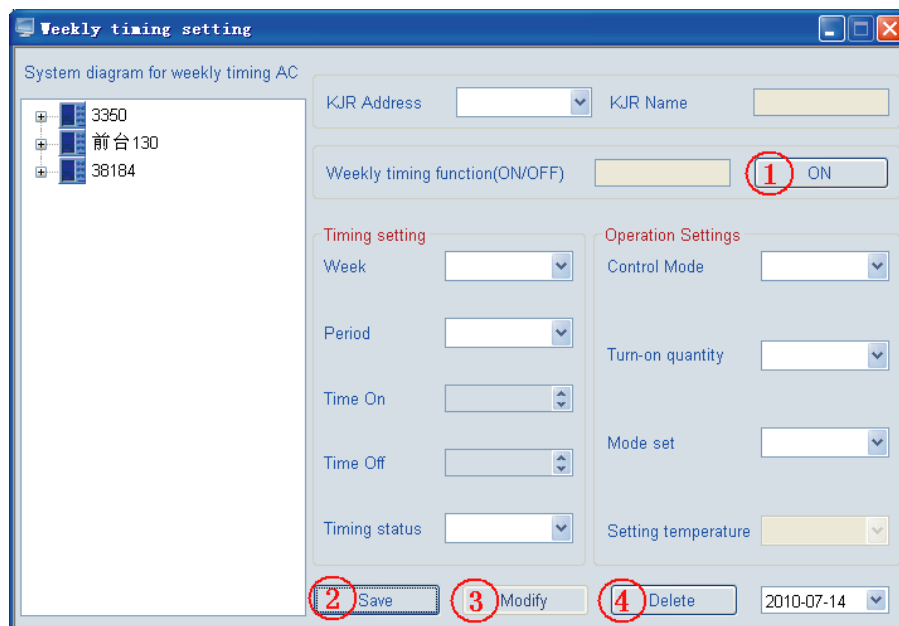 Weekly timing setting
System diagram for weekly timing AC
3350
前台130
38184
KJR Address
KJR Name
Weekly timing function(ON/OFF)
1 ON
Timing setting
Week
Period
Time On
Time Off
Timing status
Operation Settings
Control Mode
Turn-on quantity
Mode set
Setting temperature
2 Save
3 Modify
4 Delete
2010-07-14